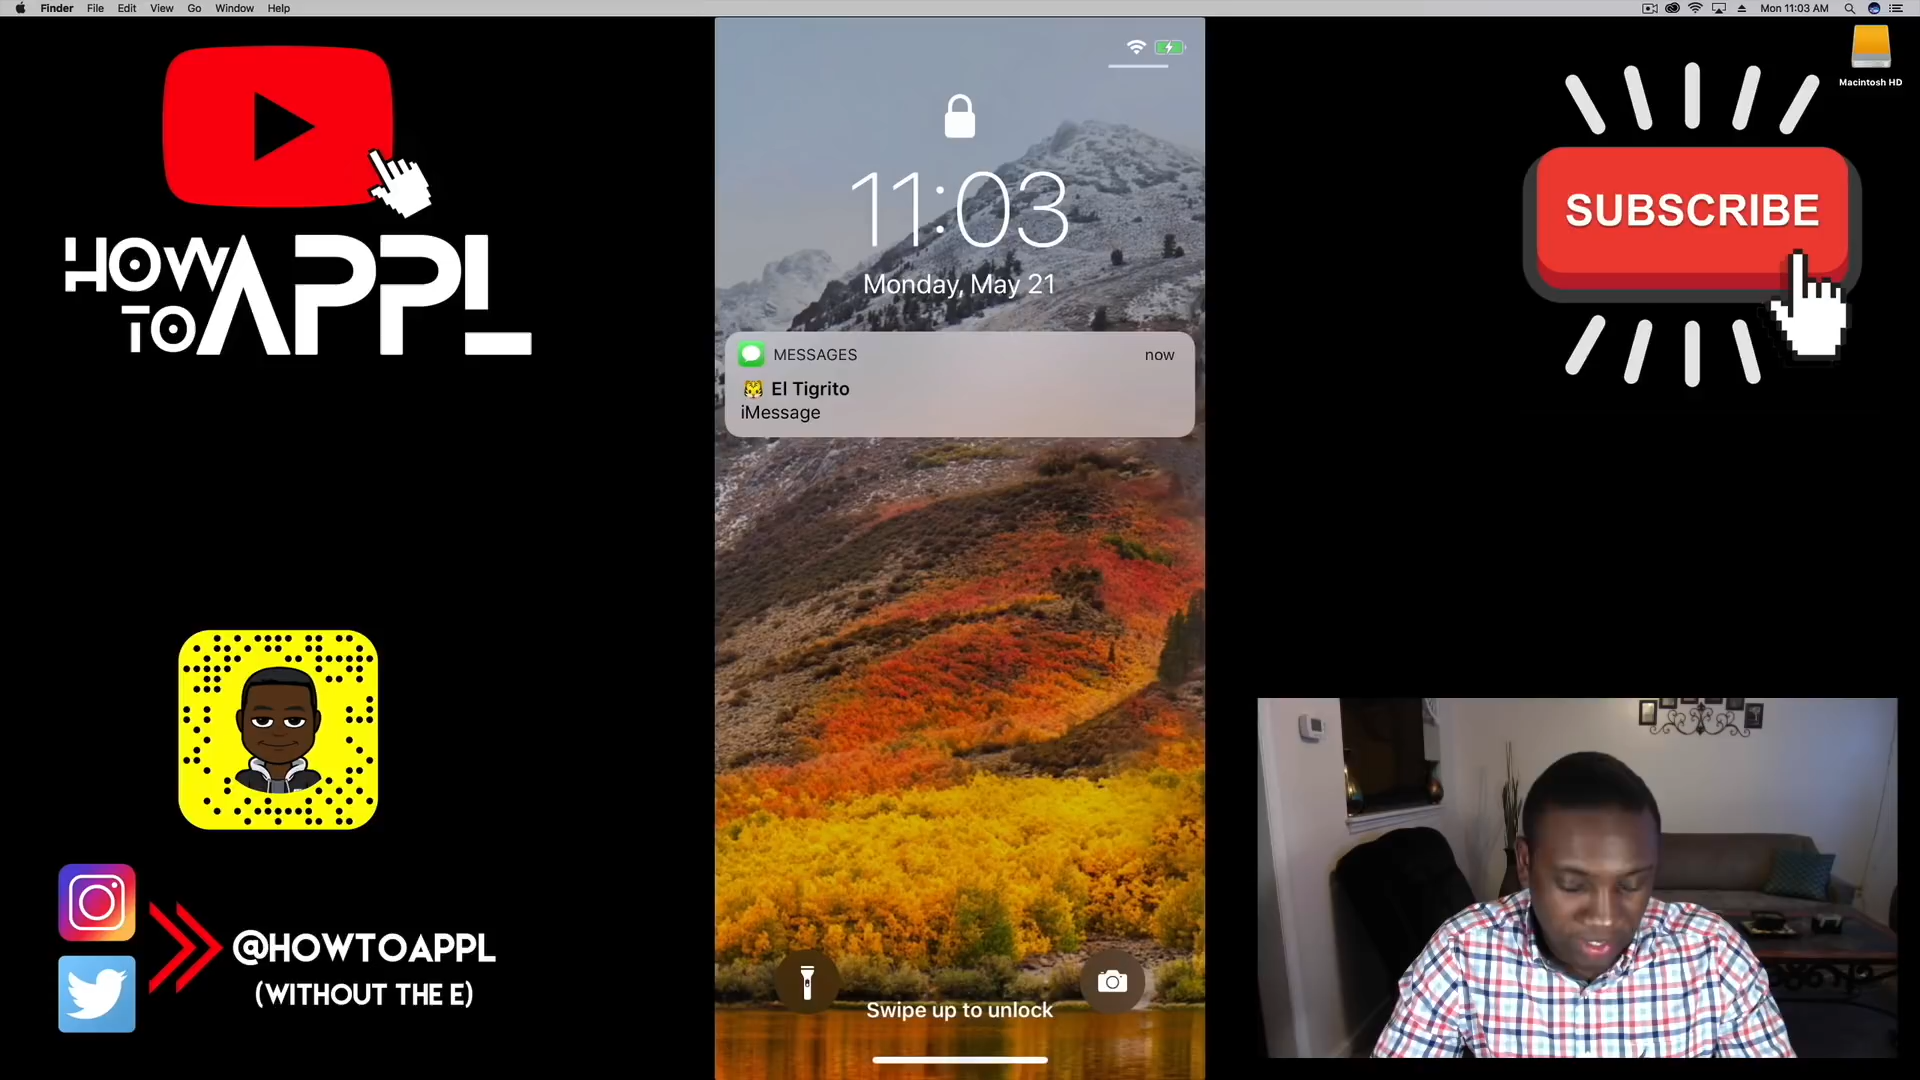 Finder File Edit View Go Window Help
Mon 11:03 AM
Macintosh HD
HOW
TO APPL_
SUBSCRIBE
11:03
Monday, May 21
MESSAGES now
🐯 El Tigrito
iMessage
@HOWTOAPPL
(WITHOUT THE E)
Swipe up to unlock